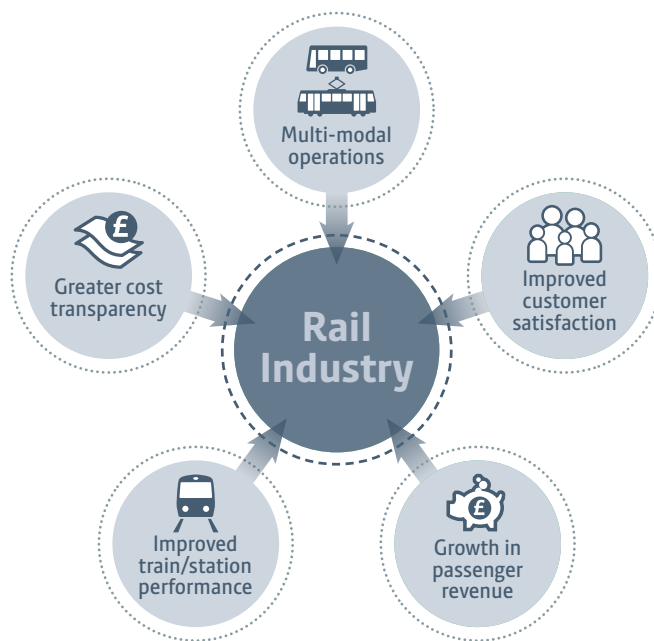 Multi-modal
operations
£
Greater cost
transparency
Improved
customer
satisfaction
Rail
Industry
Improved
train/station
performance
£
Growth in
passenger
revenue